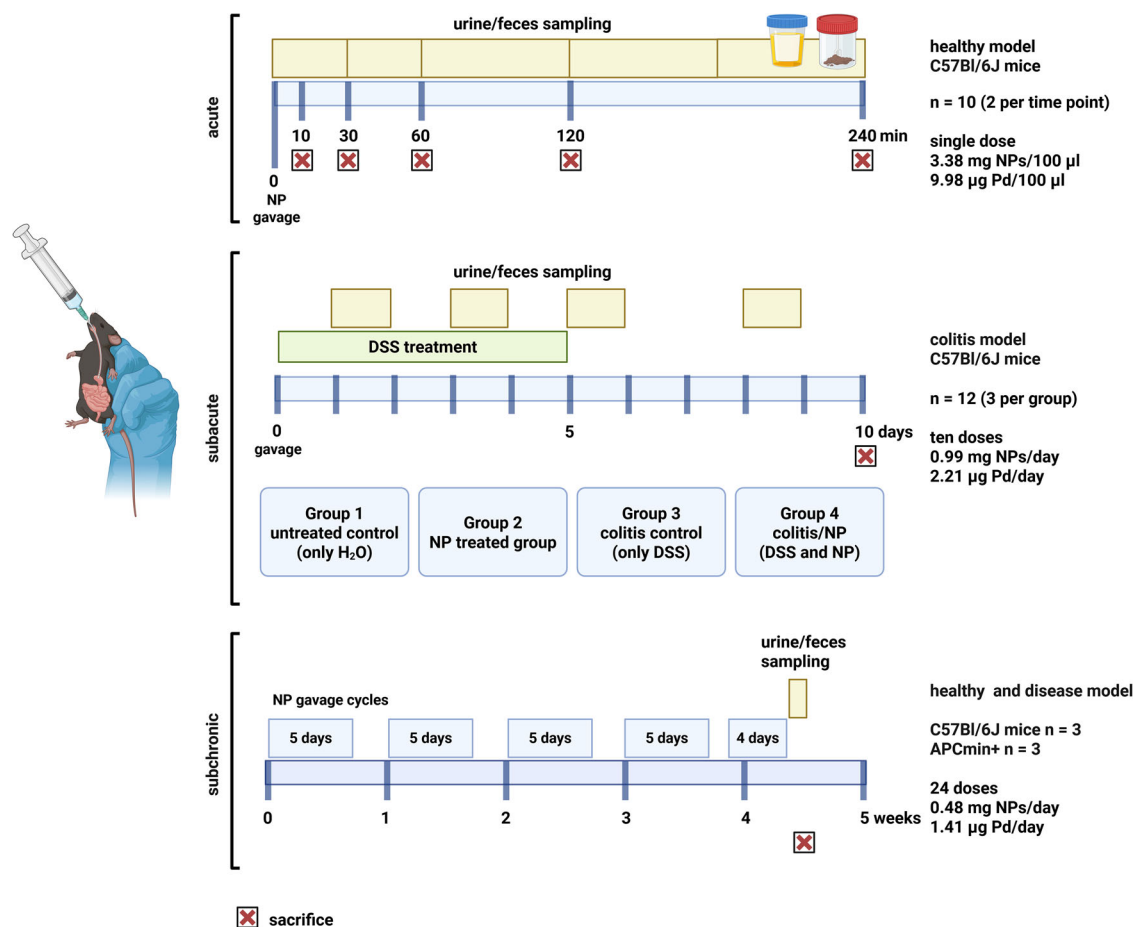 urine/feces sampling
acute
10
30
60
120
240 min
0
NP
gavage
healthy model
C57Bl/6J mice
n = 10 (2 per time point)
single dose
3.38 mg NPs/100 µl
9.98 µg Pd/100 µl
subacute
urine/feces sampling
DSS treatment
0
gavage
5
10 days
colitis model
C57Bl/6J mice
n = 12 (3 per group)
ten doses
0.99 mg NPs/day
2.21 µg Pd/day
Group 1
untreated control
(only H₂O)
Group 2
NP treated group
Group 3
colitis control
(only DSS)
Group 4
colitis/NP
(DSS and NP)
subchronic
urine/feces
sampling
NP gavage cycles
5 days
5 days
5 days
5 days
4 days
0
1
2
3
4
5 weeks
healthy and disease model
C57Bl/6J mice n = 3
APCmin+ n = 3
24 doses
0.48 mg NPs/day
1.41 µg Pd/day
sacrifice